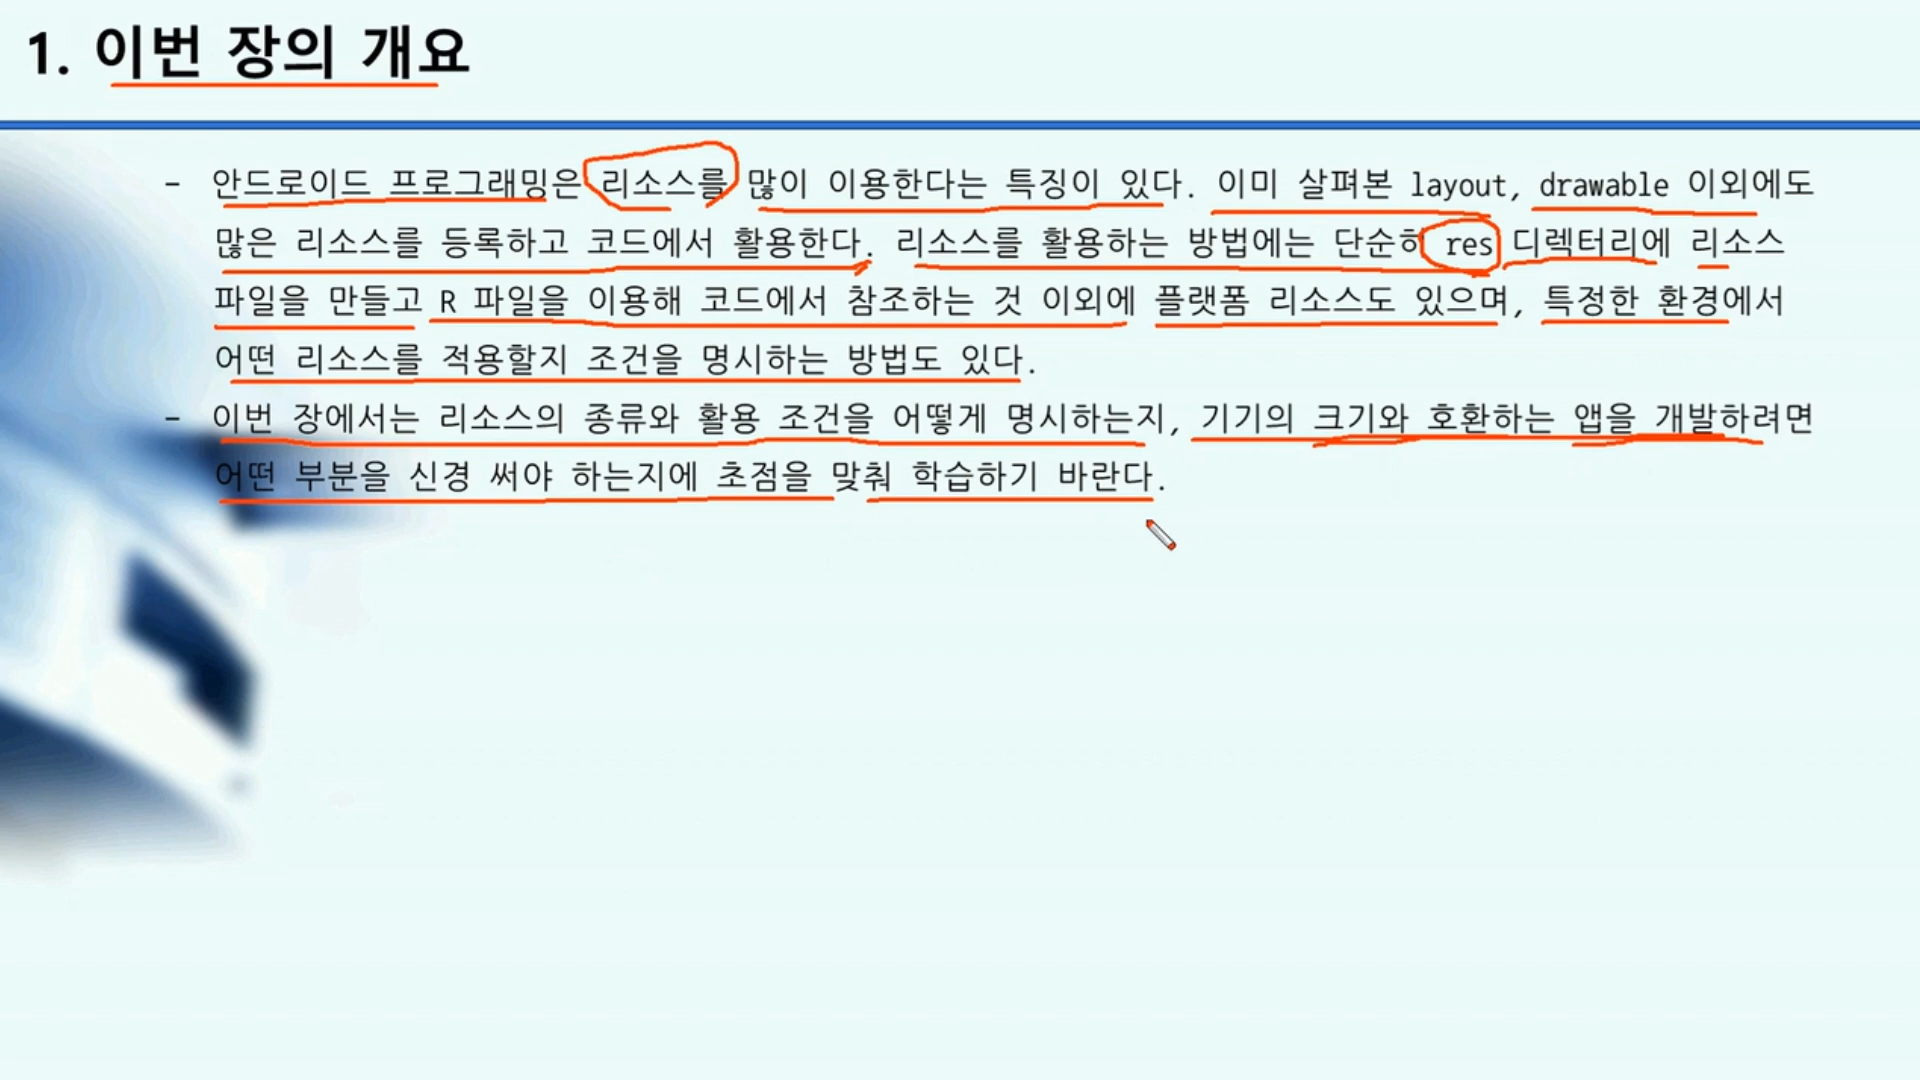 1. 이번 장의 개요
- 안드로이드 프로그래밍은 리소스를 많이 이용한다는 특징이 있다. 이미 살펴본 layout, drawable 이외에도
많은 리소스를 등록하고 코드에서 활용한다. 리소스를 활용하는 방법에는 단순히 res 디렉터리에 리소스
파일을 만들고 R 파일을 이용해 코드에서 참조하는 것 이외에 플랫폼 리소스도 있으며, 특정한 환경에서
어떤 리소스를 적용할지 조건을 명시하는 방법도 있다.
- 이번 장에서는 리소스의 종류와 활용 조건을 어떻게 명시하는지, 기기의 크기와 호환하는 앱을 개발하려면
어떤 부분을 신경 써야 하는지에 초점을 맞춰 학습하기 바란다.